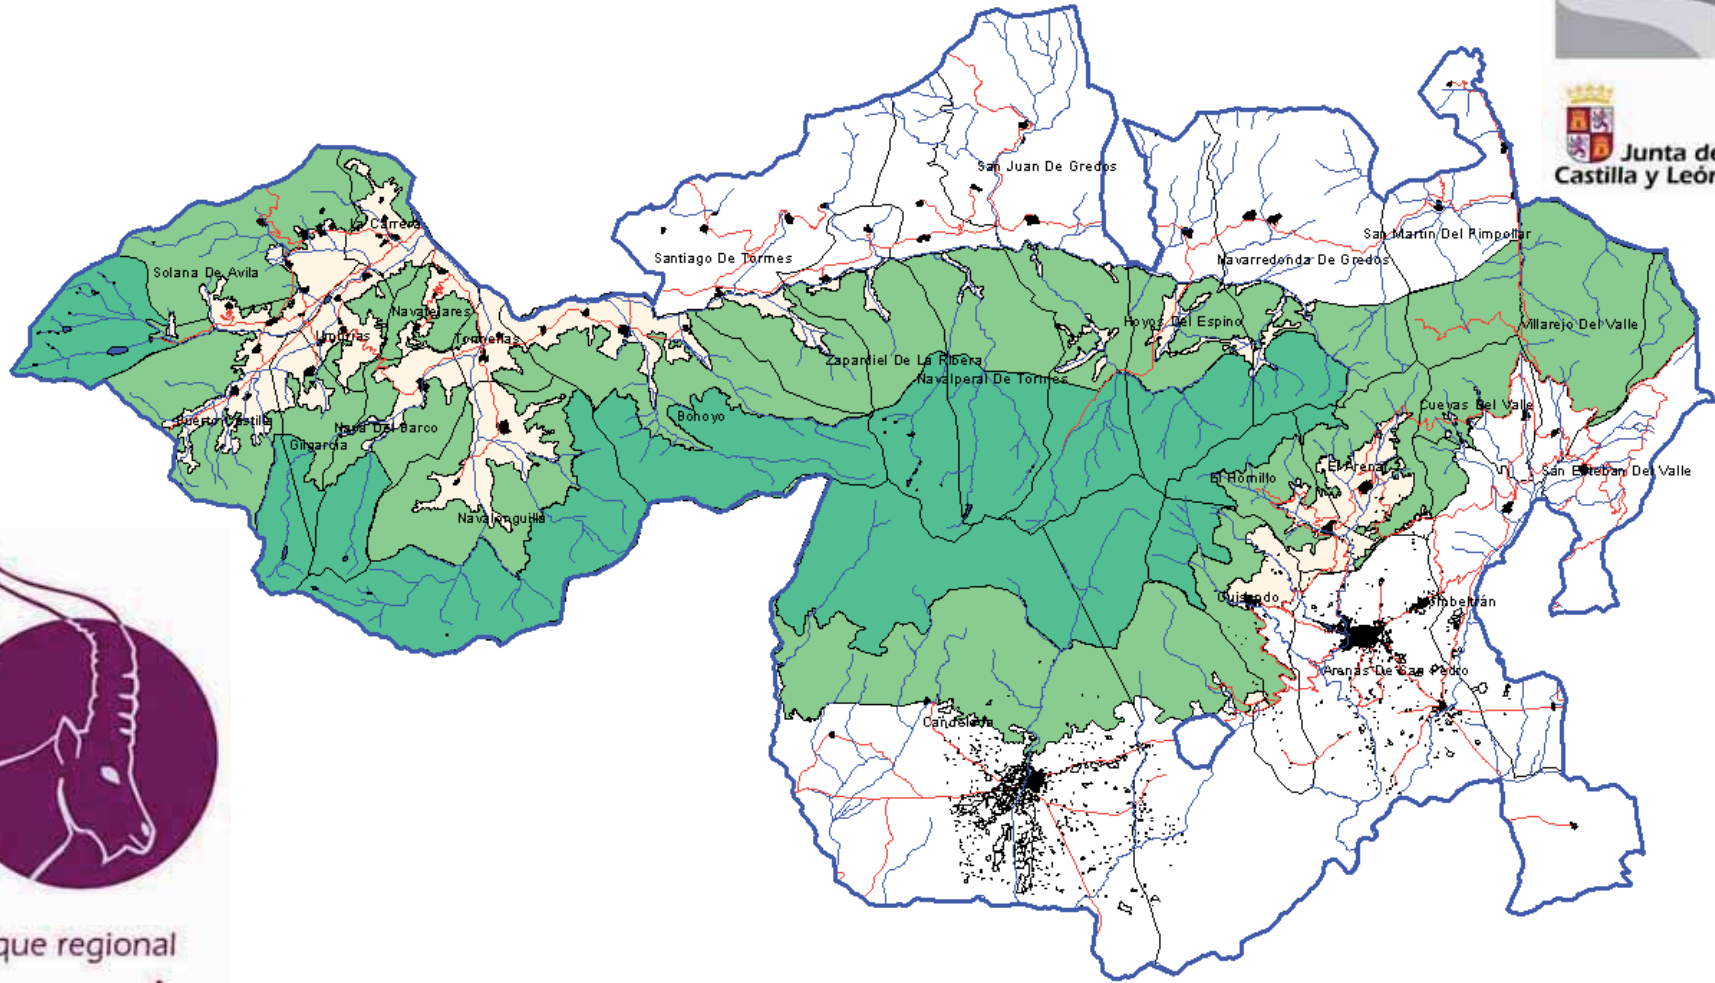 Junta de
Castilla y León
San Juan De Gredos
La Carrera
San Martin Del Pimpollar
Santiago De Tormes
Navarredonda De Gredos
Solana De Avila
Navatejares
Hoyos Del Espino
Villarejo Del Valle
Tormellas
Zapardiel De La Ribera
Navalperal De Tormes
Cuevas Del Valle
Bohoyo
Puerto Castilla
Nava Del Barco
Gilgarcia
El Arenal
San Esteban Del Valle
El Hornillo
Navalonguilla
Guisando
Arenas De San Pedro
Candeleda
que regional